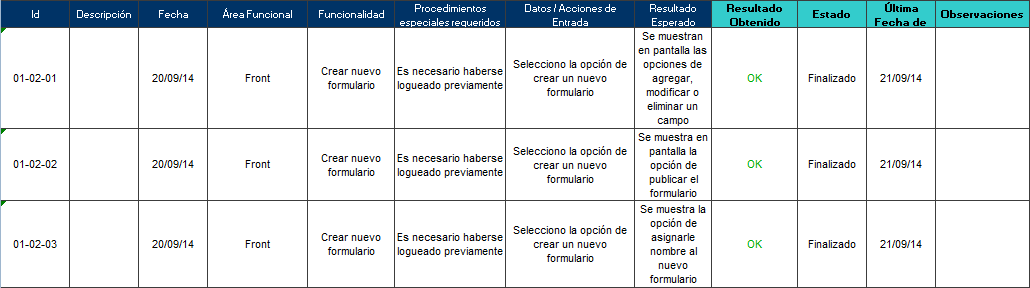 Id
Descripción
Fecha
Área Funcional
Funcionalidad
Procedimientos
especiales requeridos
Datos / Acciones de
Entrada
Resultado
Esperado
Resultado
Obtenido
Estado
Última
Fecha de
Observaciones
01-02-01
20/09/14
Front
Crear nuevo
formulario
Es necesario haberse
logueado previamente
Selecciono la opción de
crear un nuevo
formulario
Se muestran
en pantalla las
opciones de
agregar,
modificar o
eliminar un
campo
OK
Finalizado
21/09/14
01-02-02
20/09/14
Front
Crear nuevo
formulario
Es necesario haberse
logueado previamente
Selecciono la opción de
crear un nuevo
formulario
Se muestra en
pantalla la
opción de
publicar el
formulario
OK
Finalizado
21/09/14
01-02-03
20/09/14
Front
Crear nuevo
formulario
Es necesario haberse
logueado previamente
Selecciono la opción de
crear un nuevo
formulario
Se muestra la
opción de
asignarle
nombre al
nuevo
formulario
OK
Finalizado
21/09/14